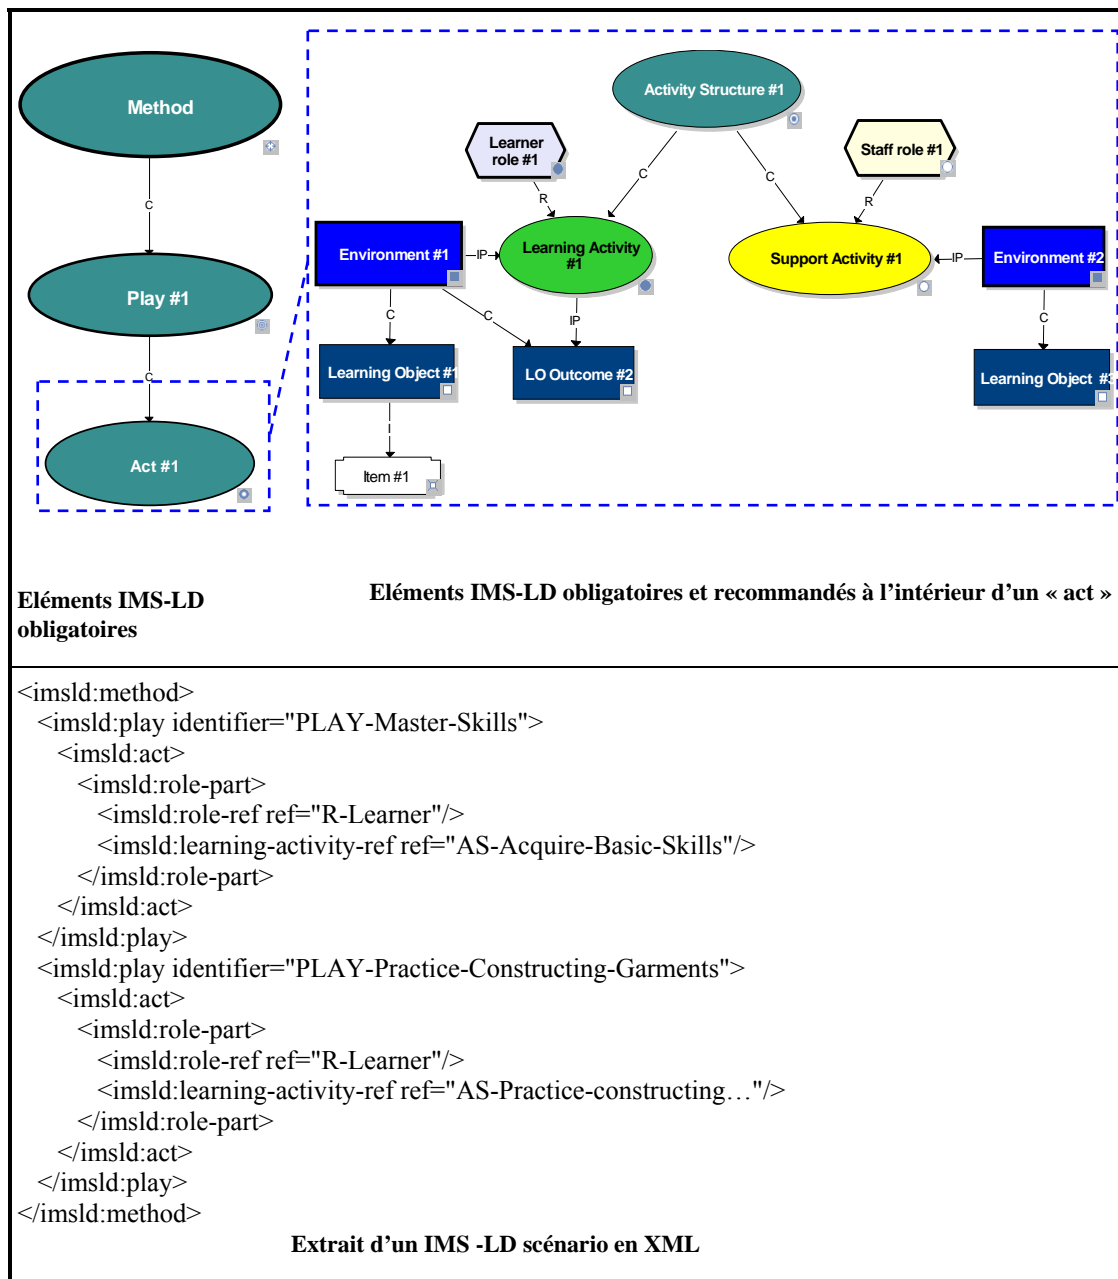 Method
C
Play #1
C
Act #1
Activity Structure #1
Learner
role #1
Staff role #1
C
C
R
R
Environment #1
IP
Learning Activity
#1
Support Activity #1
IP
Environment #2
C
C
IP
C
Learning Object #1
LO Outcome #2
Learning Object #3
Item #1
Eléments IMS-LD
obligatoires
Eléments IMS-LD obligatoires et recommandés à l'intérieur d'un « act »
<imsld:method>
<imsld:play identifier="PLAY-Master-Skills">
<imsld:act>
<imsld:role-part>
<imsld:role-ref ref="R-Learner"/>
<imsld:learning-activity-ref ref="AS-Acquire-Basic-Skills"/>
</imsld:role-part>
</imsld:act>
</imsld:play>
<imsld:play identifier="PLAY-Practice-Constructing-Garments">
<imsld:act>
<imsld:role-part>
<imsld:role-ref ref="R-Learner"/>
<imsld:learning-activity-ref ref="AS-Practice-constructing…"/>
</imsld:role-part>
</imsld:act>
</imsld:play>
</imsld:method>
Extrait d'un IMS -LD scénario en XML